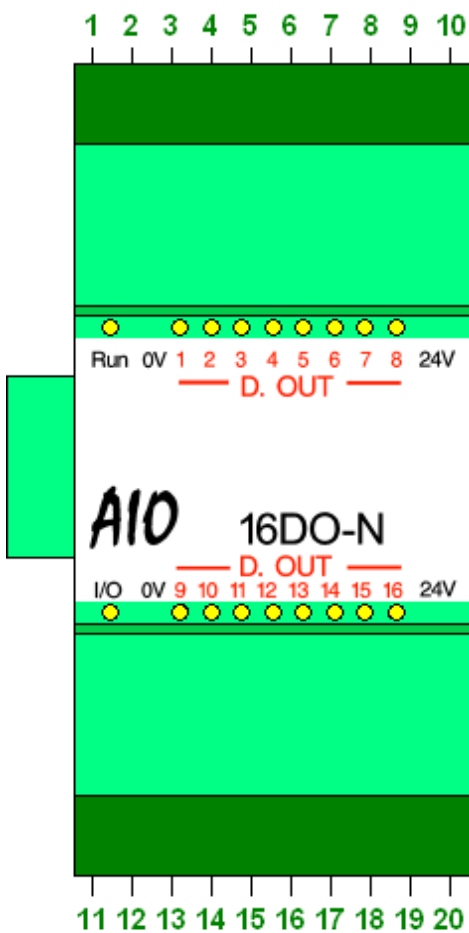 1 2 3 4 5 6 7 8 9 10
Run 0V 1 2 3 4 5 6 7 8 24V
D. OUT
AIO 16DO-N
D. OUT
I/O 0V 9 10 11 12 13 14 15 16 24V
11 12 13 14 15 16 17 18 19 20